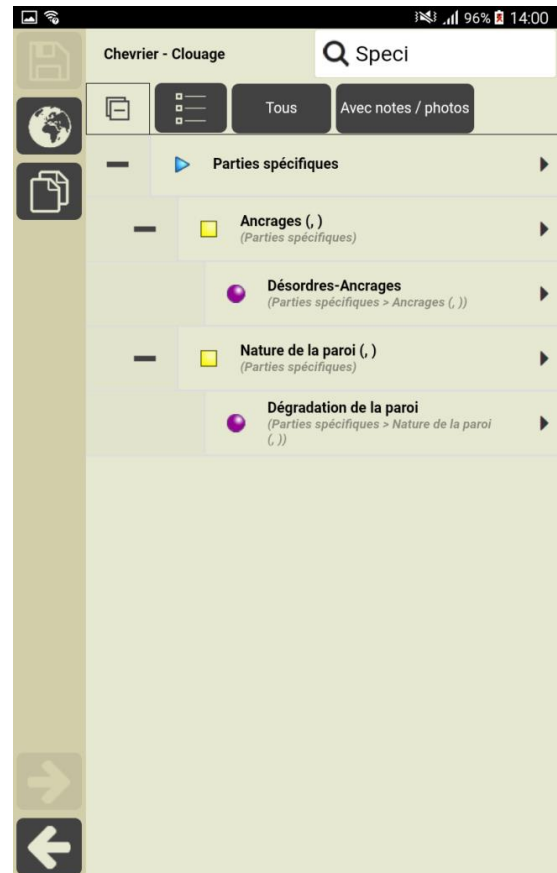 96% 14:00
Chevrier - Clouage
Speci
Tous
Avec notes / photos
Parties spécifiques
Ancrages (, )
(Parties spécifiques)
Désordres-Ancrages
(Parties spécifiques > Ancrages (, ))
Nature de la paroi (, )
(Parties spécifiques)
Dégradation de la paroi
(Parties spécifiques > Nature de la paroi
(, ))